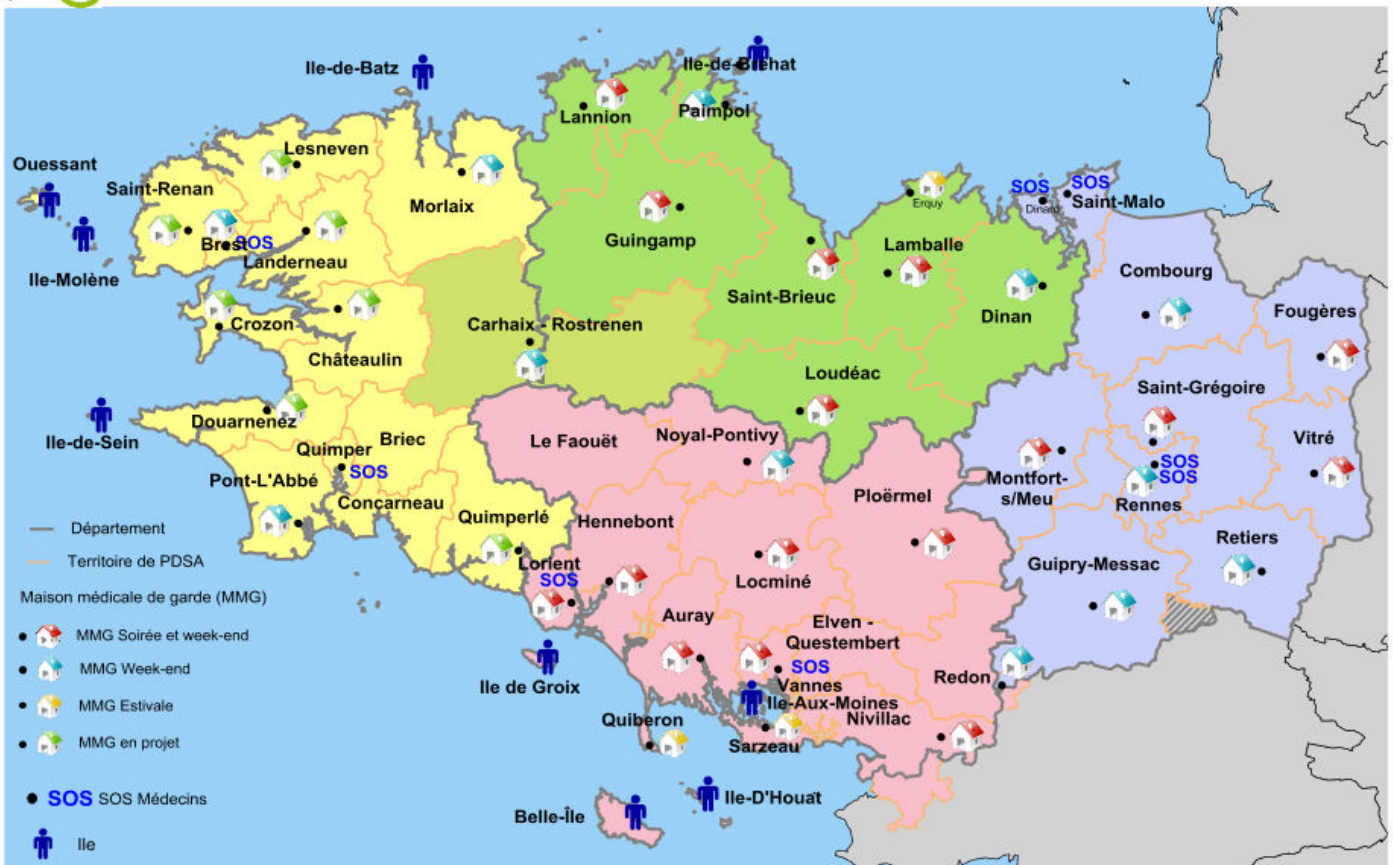 Ile-de-Batz
Ile-de-Bréhat
Lannion
Paimpol
Lesneven
Ouessant
Saint-Renan
Morlaix
SOS
SOS
Erquy
Dinard
Saint-Malo
Brest
SOS
Guingamp
Lamballe
Landerneau
Ile-Molène
Combourg
Saint-Brieuc
Fougères
Dinan
Crozon
Carhaix - Rostrenen
Châteaulin
Loudéac
Saint-Grégoire
Douarnenez
Ile-de-Sein
Le Faouët
Noyal-Pontivy
Vitré
Quimper
Briec
SOS
SOS
SOS
Pont-L'Abbé
Montfort-
s/Meu
Ploërmel
Rennes
Concarneau
Quimperlé
Hennebont
Département
Retiers
Territoire de PDSA
Lorient
SOS
Locminé
Guipry-Messac
Maison médicale de garde (MMG)
Auray
Elven -
Questembert
MMG Soirée et week-end
MMG Week-end
SOS
Vannes
Redon
Ile de Groix
Ile-Aux-Moines
MMG Estivale
Quiberon
Nivillac
MMG en projet
Sarzeau
SOS SOS Médecins
Ile-D'Houaït
Belle-Île
Ile